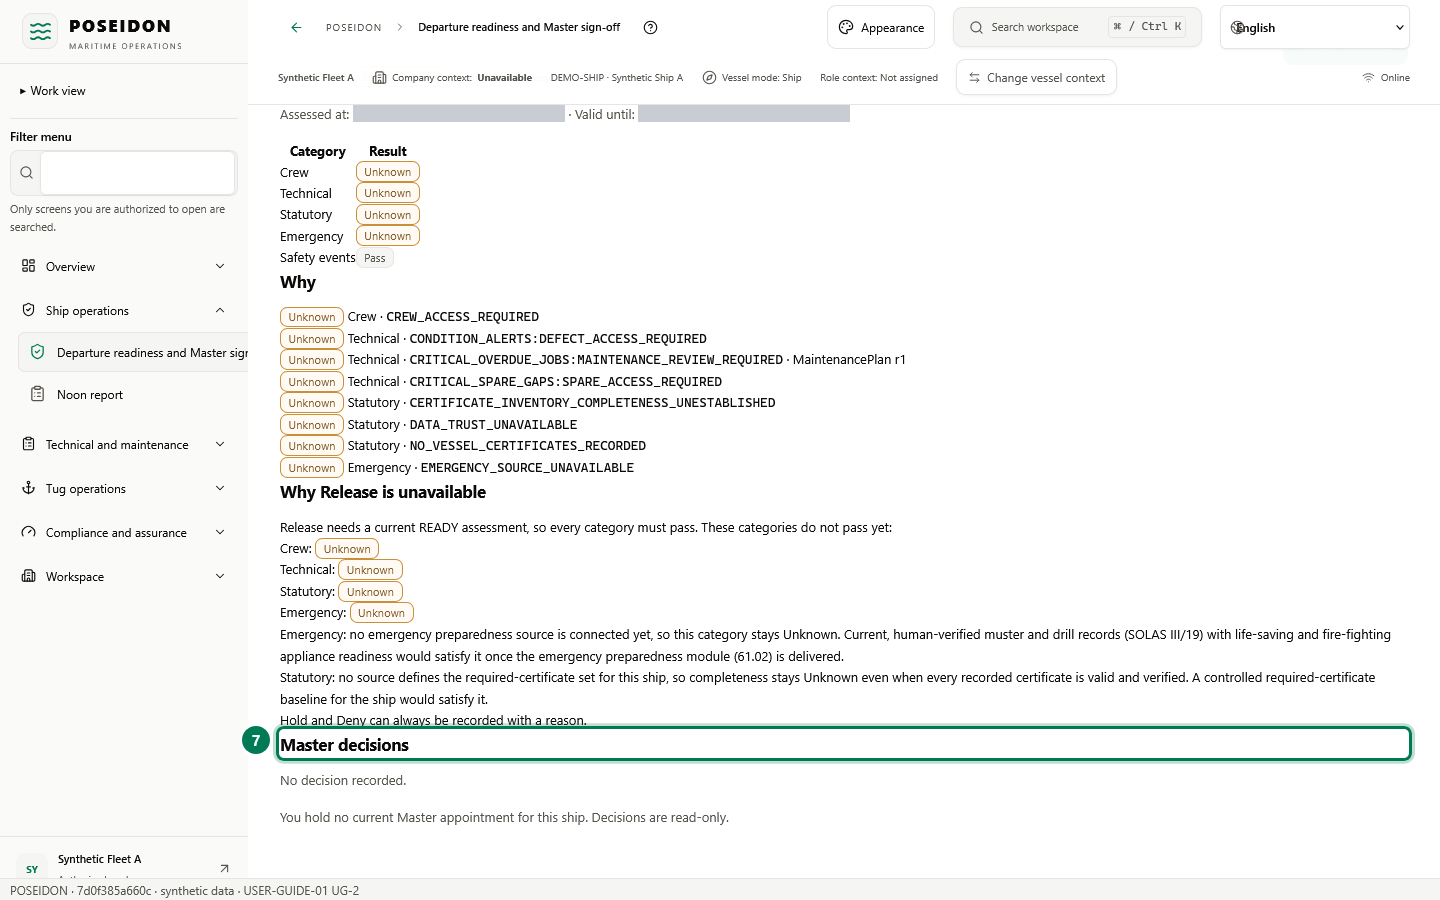 POSEIDON
MARITIME OPERATIONS
POSEIDON
Departure readiness and Master sign-off
Appearance
Search workspace
⌘ / Ctrl K
English
Synthetic Fleet A
Company context: Unavailable
DEMO-SHIP · Synthetic Ship A
Vessel mode: Ship
Role context: Not assigned
Change vessel context
Online
Work view
Filter menu
Only screens you are authorized to open are
searched.
Overview
Ship operations
Departure readiness and Master sign
Noon report
Technical and maintenance
Tug operations
Compliance and assurance
Workspace
SY
Synthetic Fleet A
Assessed at: · Valid until:
Category Result
Crew Unknown
Technical Unknown
Statutory Unknown
Emergency Unknown
Safety events Pass
Why
Unknown Crew · CREW_ACCESS_REQUIRED
Unknown Technical · CONDITION_ALERTS:DEFECT_ACCESS_REQUIRED
Unknown Technical · CRITICAL_OVERDUE_JOBS:MAINTENANCE_REVIEW_REQUIRED · MaintenancePlan r1
Unknown Technical · CRITICAL_SPARE_GAPS:SPARE_ACCESS_REQUIRED
Unknown Statutory · CERTIFICATE_INVENTORY_COMPLETENESS_UNESTABLISHED
Unknown Statutory · DATA_TRUST_UNAVAILABLE
Unknown Statutory · NO_VESSEL_CERTIFICATES_RECORDED
Unknown Emergency · EMERGENCY_SOURCE_UNAVAILABLE
Why Release is unavailable
Release needs a current READY assessment, so every category must pass. These categories do not pass yet:
Crew: Unknown
Technical: Unknown
Statutory: Unknown
Emergency: Unknown
Emergency: no emergency preparedness source is connected yet, so this category stays Unknown. Current, human-verified muster and drill records (SOLAS III/19) with life-saving and fire-fighting
appliance readiness would satisfy it once the emergency preparedness module (61.02) is delivered.
Statutory: no source defines the required-certificate set for this ship, so completeness stays Unknown even when every recorded certificate is valid and verified. A controlled required-certificate
baseline for the ship would satisfy it.
Hold and Deny can always be recorded with a reason.
7
Master decisions
No decision recorded.
You hold no current Master appointment for this ship. Decisions are read-only.
POSEIDON · 7d0f385a660c · synthetic data · USER-GUIDE-01 UG-2